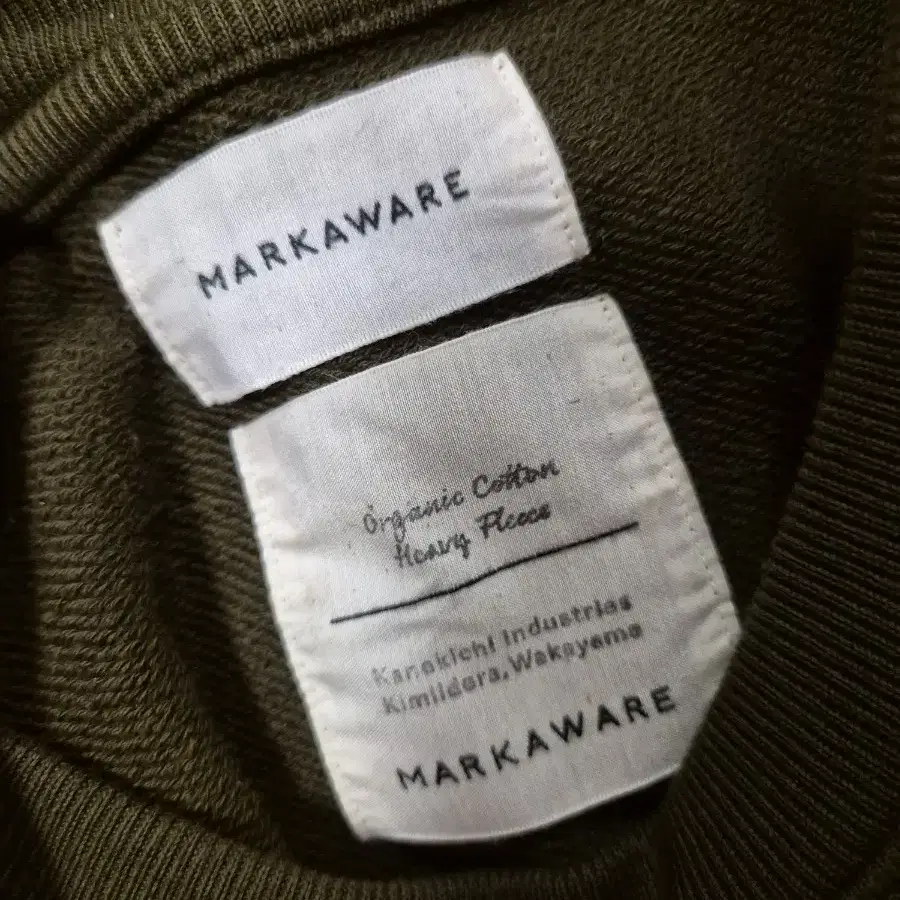 MARKAWARE
Organic Cotton
Heavy Fleece
Kanekichi Industries
Kimiidera, Wakayama
MARKAWARE